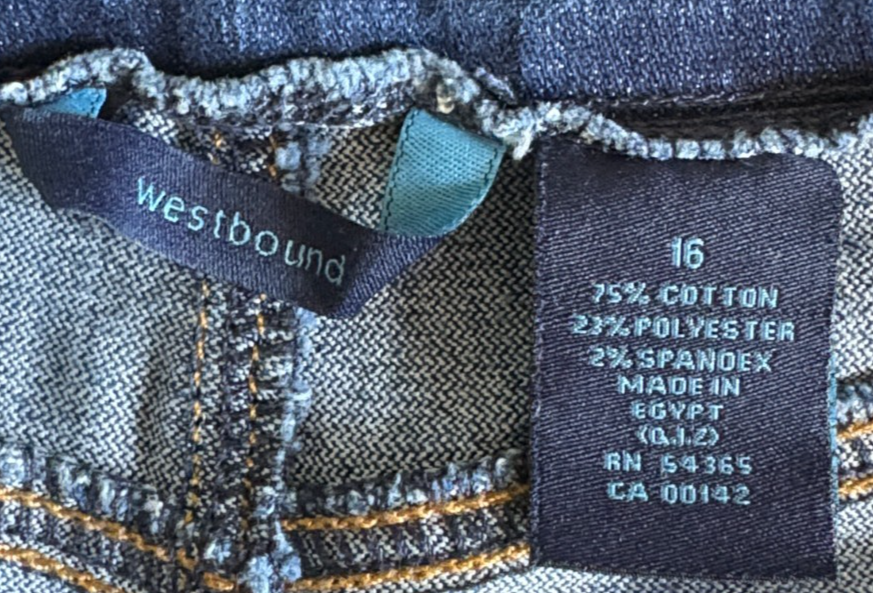 westbound
16
75% COTTON
23% POLYESTER
2% SPANDEX
MADE IN
EGYPT
(Q.I.Z)
RN 54365
CA 00142